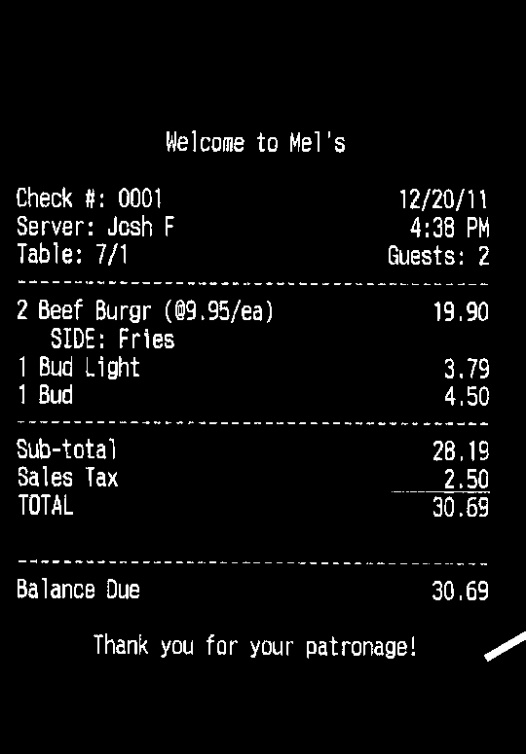 Welcome to Mel's
Check #: 0001 12/20/11
Server: Josh F 4:38 PM
Table: 7/1 Guests: 2
2 Beef Burgr (@9.95/ea) 19.90
SIDE: Fries
1 Bud Light 3.79
1 Bud 4.50
Sub-total 28.19
Sales Tax 2.50
TOTAL 30.69
Balance Due 30.69
Thank you for your patronage!